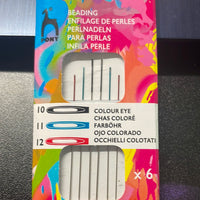 PONY
BEADING
ENFILAGE DE PERLES
PERLNADELN
PARA PERLAS
INFILA PERLE
10 COLOUR EYE
CHAS COLORÉ
11 FARBÖHR
OJO COLORADO
12 OCCHIELLI COLOTATI
x 6